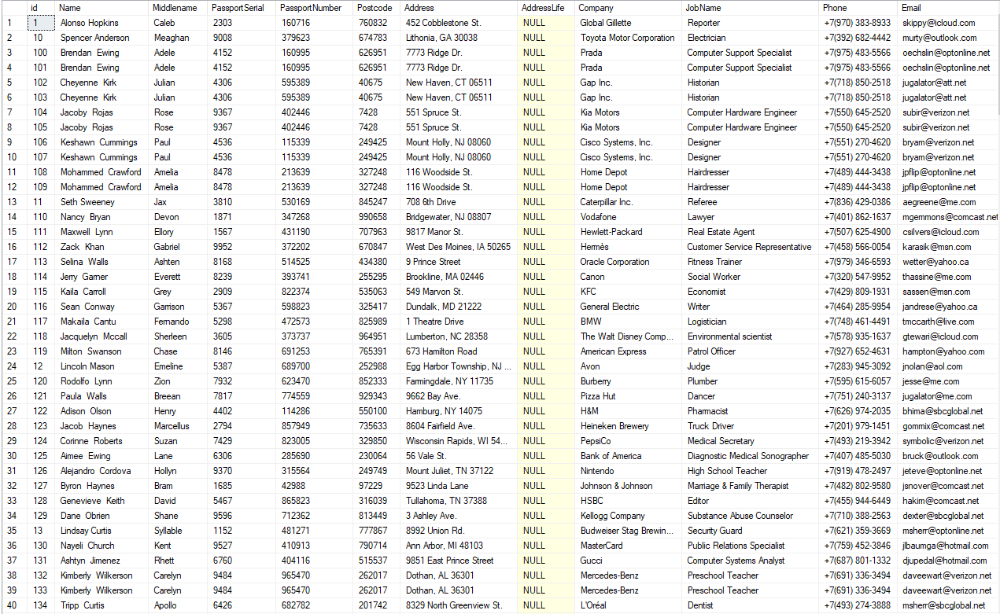 id Name Middlename PassportSerial PassportNumber Postcode Address AddressLife Company JobName Phone Email
1 1 Alonso Hopkins Caleb 2303 160716 760832 452 Cobblestone St. NULL Global Gillette Reporter +7(970) 383-8933 skippy@icloud.com
2 10 Spencer Anderson Meaghan 9008 379623 674783 Lithonia, GA 30038 NULL Toyota Motor Corporation Electrician +7(392) 682-4442 murty@outlook.com
3 100 Brendan Ewing Adele 4152 160995 626951 7773 Ridge Dr. NULL Prada Computer Support Specialist +7(975) 483-5566 oechslin@optonline.net
4 101 Brendan Ewing Adele 4152 160995 626951 7773 Ridge Dr. NULL Prada Computer Support Specialist +7(975) 483-5566 oechslin@optonline.net
5 102 Cheyenne Kirk Julian 4306 595389 40675 New Haven, CT 06511 NULL Gap Inc. Historian +7(718) 850-2518 jugalator@att.net
6 103 Cheyenne Kirk Julian 4306 595389 40675 New Haven, CT 06511 NULL Gap Inc. Historian +7(718) 850-2518 jugalator@att.net
7 104 Jacoby Rojas Rose 9367 402446 7428 551 Spruce St. NULL Kia Motors Computer Hardware Engineer +7(550) 645-2520 subir@verizon.net
8 105 Jacoby Rojas Rose 9367 402446 7428 551 Spruce St. NULL Kia Motors Computer Hardware Engineer +7(550) 645-2520 subir@verizon.net
9 106 Keshawn Cummings Paul 4536 115339 249425 Mount Holly, NJ 08060 NULL Cisco Systems, Inc. Designer +7(551) 270-4620 bryam@verizon.net
10 107 Keshawn Cummings Paul 4536 115339 249425 Mount Holly, NJ 08060 NULL Cisco Systems, Inc. Designer +7(551) 270-4620 bryam@verizon.net
11 108 Mohammed Crawford Amelia 8478 213639 327248 116 Woodside St. NULL Home Depot Hairdresser +7(489) 444-3438 jpflip@optonline.net
12 109 Mohammed Crawford Amelia 8478 213639 327248 116 Woodside St. NULL Home Depot Hairdresser +7(489) 444-3438 jpflip@optonline.net
13 11 Seth Sweeney Jax 3810 530169 845247 708 6th Drive NULL Caterpillar Inc. Referee +7(836) 429-0386 aegreene@me.com
14 110 Nancy Bryan Devon 1871 347268 990658 Bridgewater, NJ 08807 NULL Vodafone Lawyer +7(401) 862-1637 mgemmons@comcast.net
15 111 Maxwell Lynn Ellory 1567 431190 707963 9817 Manor St. NULL Hewlett-Packard Real Estate Agent +7(507) 625-4900 csilvers@icloud.com
16 112 Zack Khan Gabriel 9952 372202 670847 West Des Moines, IA 50265 NULL Hermès Customer Service Representative +7(458) 566-0054 karasik@msn.com
17 113 Selina Walls Ashten 8168 514525 434380 9 Prince Street NULL Oracle Corporation Fitness Trainer +7(979) 346-6593 wetter@yahoo.ca
18 114 Jerry Garner Everett 8239 393741 255295 Brookline, MA 02446 NULL Canon Social Worker +7(320) 547-9952 thassine@me.com
19 115 Kaila Carroll Grey 2909 822374 535063 549 Marvon St. NULL KFC Economist +7(429) 809-1931 sassen@msn.com
20 116 Sean Conway Garrison 5367 598823 325417 Dundalk, MD 21222 NULL General Electric Writer +7(464) 285-9954 jandrese@yahoo.ca
21 117 Makaila Cantu Fernando 5298 472573 825989 1 Theatre Drive NULL BMW Logistician +7(748) 461-4491 tmccarth@live.com
22 118 Jacquelyn Mccall Sherleen 3605 373737 964951 Lumberton, NC 28358 NULL The Walt Disney Comp... Environmental scientist +7(578) 935-1637 gtewari@icloud.com
23 119 Milton Swanson Chase 8146 691253 765391 673 Hamilton Road NULL American Express Patrol Officer +7(927) 652-4631 hampton@yahoo.com
24 12 Lincoln Mason Emeline 5387 689700 252988 Egg Harbor Township, NJ ... NULL Avon Judge +7(283) 945-3092 jnolan@aol.com
25 120 Rodolfo Lynn Zion 7932 623470 852333 Farmingdale, NY 11735 NULL Burberry Plumber +7(595) 615-6057 jesse@me.com
26 121 Paula Walls Breean 7817 774559 929343 9662 Bay Ave. NULL Pizza Hut Dancer +7(751) 240-3137 jugalator@me.com
27 122 Adison Olson Henry 4402 114286 550100 Hamburg, NY 14075 NULL H&M Pharmacist +7(626) 974-2035 bhima@sbcglobal.net
28 123 Jacob Haynes Marcellus 2794 857949 735633 8604 Fairfield Ave. NULL Heineken Brewery Truck Driver +7(201) 979-1451 gommix@comcast.net
29 124 Corinne Roberts Suzan 7429 823005 329850 Wisconsin Rapids, WI 54... NULL PepsiCo Medical Secretary +7(493) 219-3942 symbolic@verizon.net
30 125 Aimee Ewing Lane 6306 285690 230064 56 Vale St. NULL Bank of America Diagnostic Medical Sonographer +7(407) 485-5030 bruck@outlook.com
31 126 Alejandro Cordova Hollyn 9370 315564 249749 Mount Juliet, TN 37122 NULL Nintendo High School Teacher +7(919) 478-2497 jeteve@optonline.net
32 127 Byron Haynes Bram 1685 42988 97229 9523 Linda Lane NULL Johnson & Johnson Marriage & Family Therapist +7(482) 802-9580 jsnover@comcast.net
33 128 Genevieve Keith David 5467 865823 316039 Tullahoma, TN 37388 NULL HSBC Editor +7(455) 944-6449 hakim@comcast.net
34 129 Dane Obrien Shane 9596 712362 813449 3 Ashley Ave. NULL Kellogg Company Substance Abuse Counselor +7(710) 388-2563 dexter@sbcglobal.net
35 13 Lindsay Curtis Syllable 1152 481271 777867 8992 Union Rd. NULL Budweiser Stag Brewin... Security Guard +7(621) 359-3669 msherr@optonline.net
36 130 Nayeli Church Kent 9527 410913 790714 Ann Arbor, MI 48103 NULL MasterCard Public Relations Specialist +7(759) 452-3846 jlbaumga@hotmail.com
37 131 Ashtyn Jimenez Rhett 6760 404116 515537 9851 East Prince Street NULL Gucci Computer Systems Analyst +7(687) 801-1332 djupedal@hotmail.com
38 132 Kimberly Wilkerson Carelyn 9484 965470 262017 Dothan, AL 36301 NULL Mercedes-Benz Preschool Teacher +7(691) 336-3494 daveewart@verizon.net
39 133 Kimberly Wilkerson Carelyn 9484 965470 262017 Dothan, AL 36301 NULL Mercedes-Benz Preschool Teacher +7(691) 336-3494 daveewart@verizon.net
40 134 Tripp Curtis Apollo 6426 682782 201742 8329 North Greenview St. NULL L'Oréal Dentist +7(493) 274-3888 msherr@sbcglobal.net